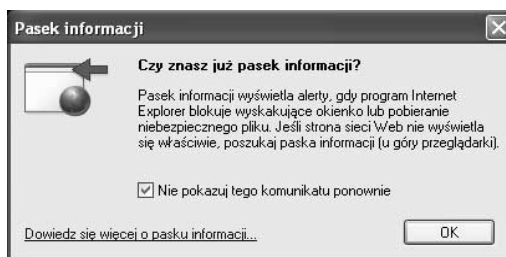 Pasek informacji
Czy znasz już pasek informacji?
Pasek informacji wyświetla alerty, gdy program Internet
Explorer blokuje wyskakujące okienko lub pobieranie
niebezpiecznego pliku. Jeśli strona sieci Web nie wyświetla
się właściwie, poszukaj paska informacji (u góry przeglądarki).
Nie pokazuj tego komunikatu ponownie
Dowiedz się więcej o pasku informacji...
OK